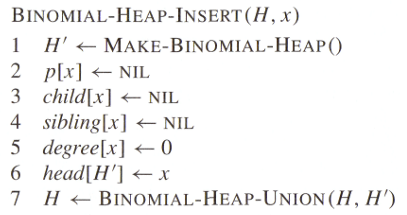 BINOMIAL-HEAP-INSERT(H, x)
1 H′ ← MAKE-BINOMIAL-HEAP()
2 p[x] ← NIL
3 child[x] ← NIL
4 sibling[x] ← NIL
5 degree[x] ← 0
6 head[H′] ← x
7 H ← BINOMIAL-HEAP-UNION(H, H′)